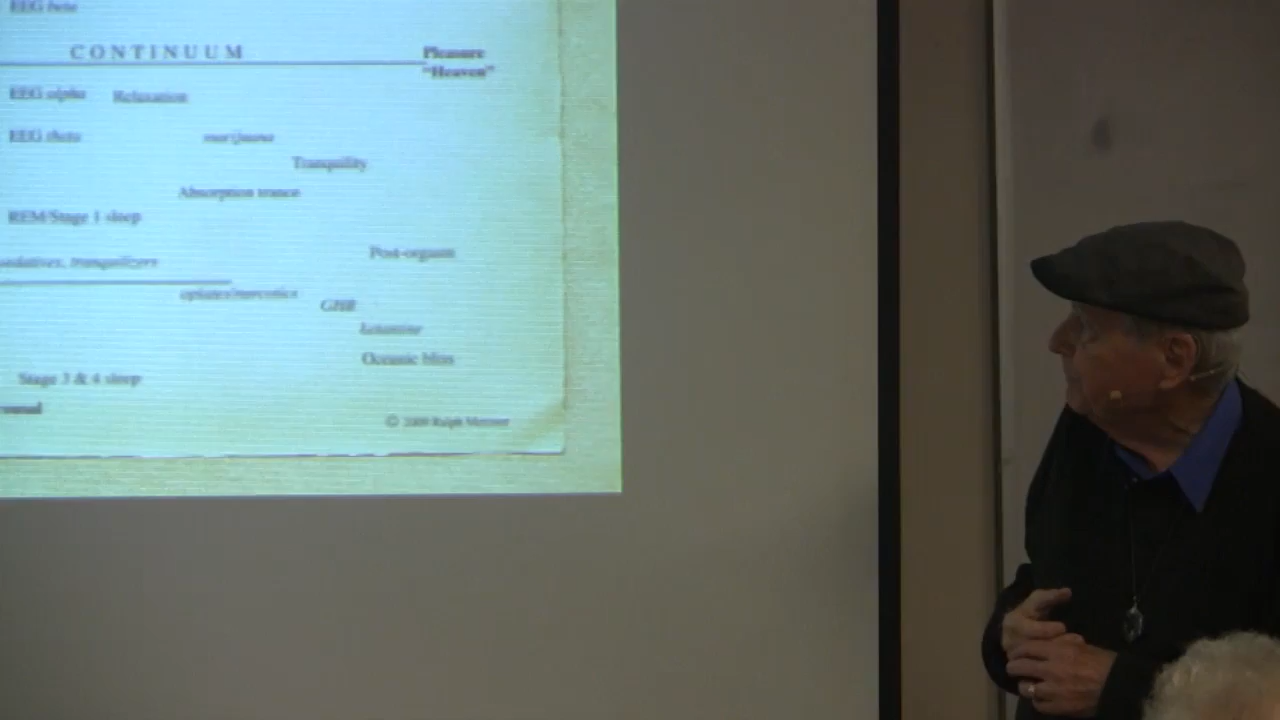 EEG beta
CONTINUUM
Pleasure
"Heaven"
EEG alpha
Relaxation
EEG theta
marijuana
Tranquility
Absorption trance
REM/Stage 1 sleep
Post-orgasm
sedatives, tranquilizers
opiates/narcotics
GHB
ketamine
Oceanic bliss
Stage 3 & 4 sleep
© 2009 Ralph Metzner